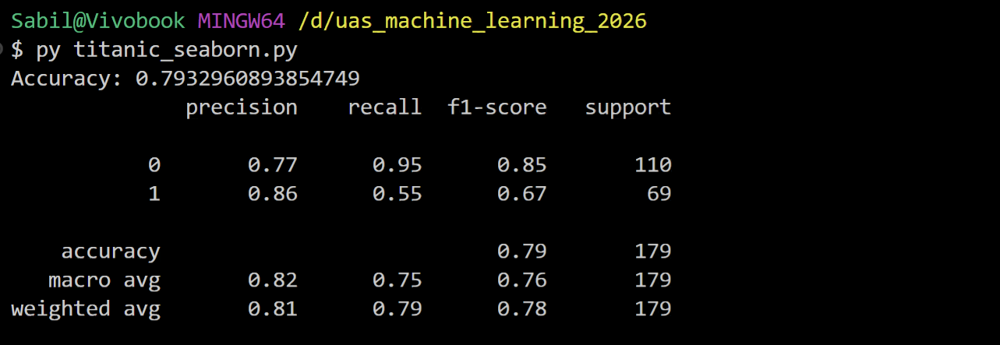 Sabil@Vivobook MINGW64 /d/uas_machine_learning_2026
$ py titanic_seaborn.py
Accuracy: 0.7932960893854749
              precision    recall  f1-score   support

           0       0.77      0.95      0.85       110
           1       0.86      0.55      0.67        69

    accuracy                           0.79       179
   macro avg       0.82      0.75      0.76       179
weighted avg       0.81      0.79      0.78       179